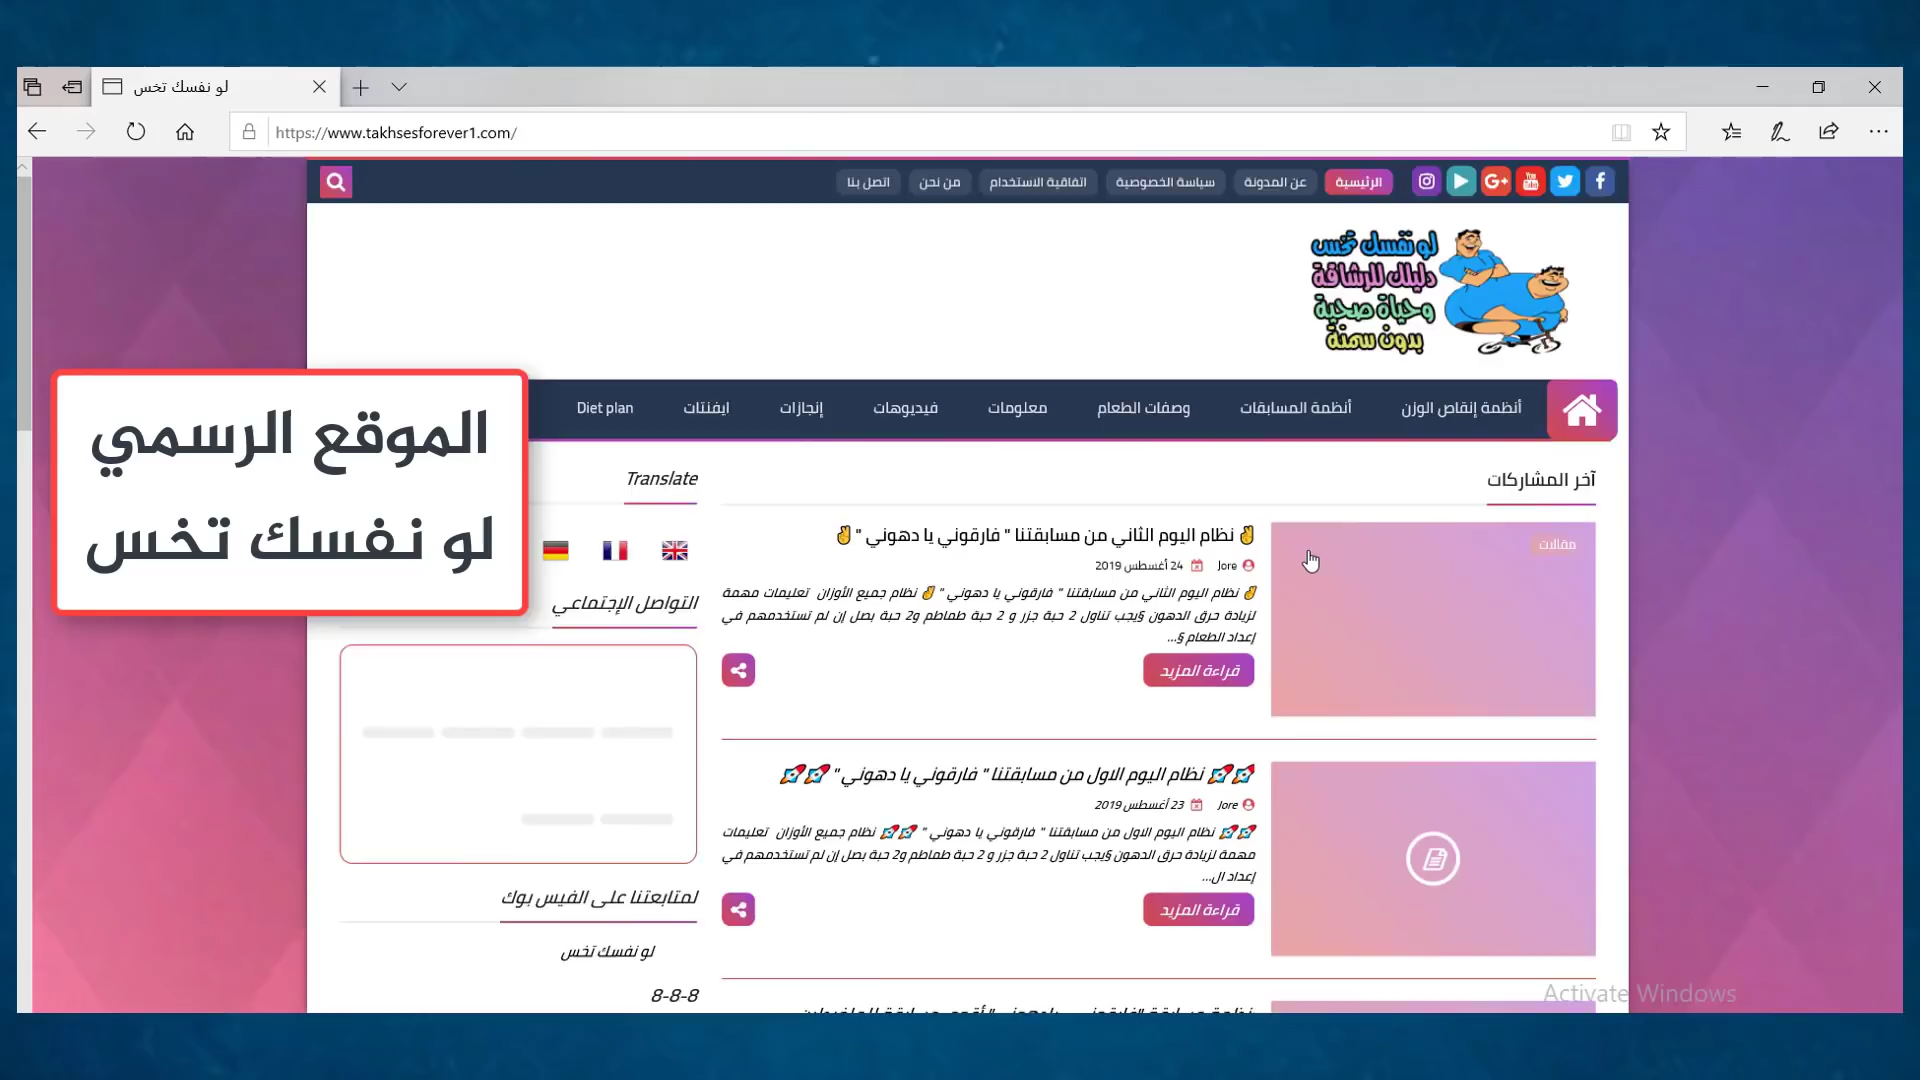 لو نفسك تخس
https://www.takhsesforever1.com/
الرئيسية
عن المدونة
سياسة الخصوصية
اتفاقية الاستخدام
من نحن
اتصل بنا
لو نفسك تخس
دليلك للرشاقة
وحياة صحية
بدون سمنة
أنظمة إنقاص الوزن
أنظمة المسابقات
وصفات الطعام
معلومات
فيديوهات
إنجازات
ايفنتات
Diet plan
الموقع الرسمي
لو نفسك تخس
آخر المشاركات
مقالات
✌ نظام اليوم الثاني من مسابقتنا " فارقوني يا دهوني "✌
Jore 24 أغسطس 2019
✌ نظام اليوم الثاني من مسابقتنا " فارقوني يا دهوني "✌ نظام جميع الأوزان تعليمات مهمة
لزيادة حرق الدهون §يجب تناول 2 حبة جزر و 2 حبة طماطم و2 حبة بصل إن لم تستخدمهم في
إعداد الطعام §...
قراءة المزيد
🚀🚀 نظام اليوم الاول من مسابقتنا " فارقوني يا دهوني" 🚀🚀
Jore 23 أغسطس 2019
🚀🚀 نظام اليوم الاول من مسابقتنا " فارقوني يا دهوني " 🚀🚀 نظام جميع الأوزان تعليمات
مهمة لزيادة حرق الدهون §يجب تناول 2 حبة جزر و 2 حبة طماطم و2 حبة بصل إن لم تستخدمهم في
إعداد ال...
قراءة المزيد
Translate
التواصل الإجتماعي
لمتابعتنا على الفيس بوك
لو نفسك تخس
8-8-8
Activate Windows